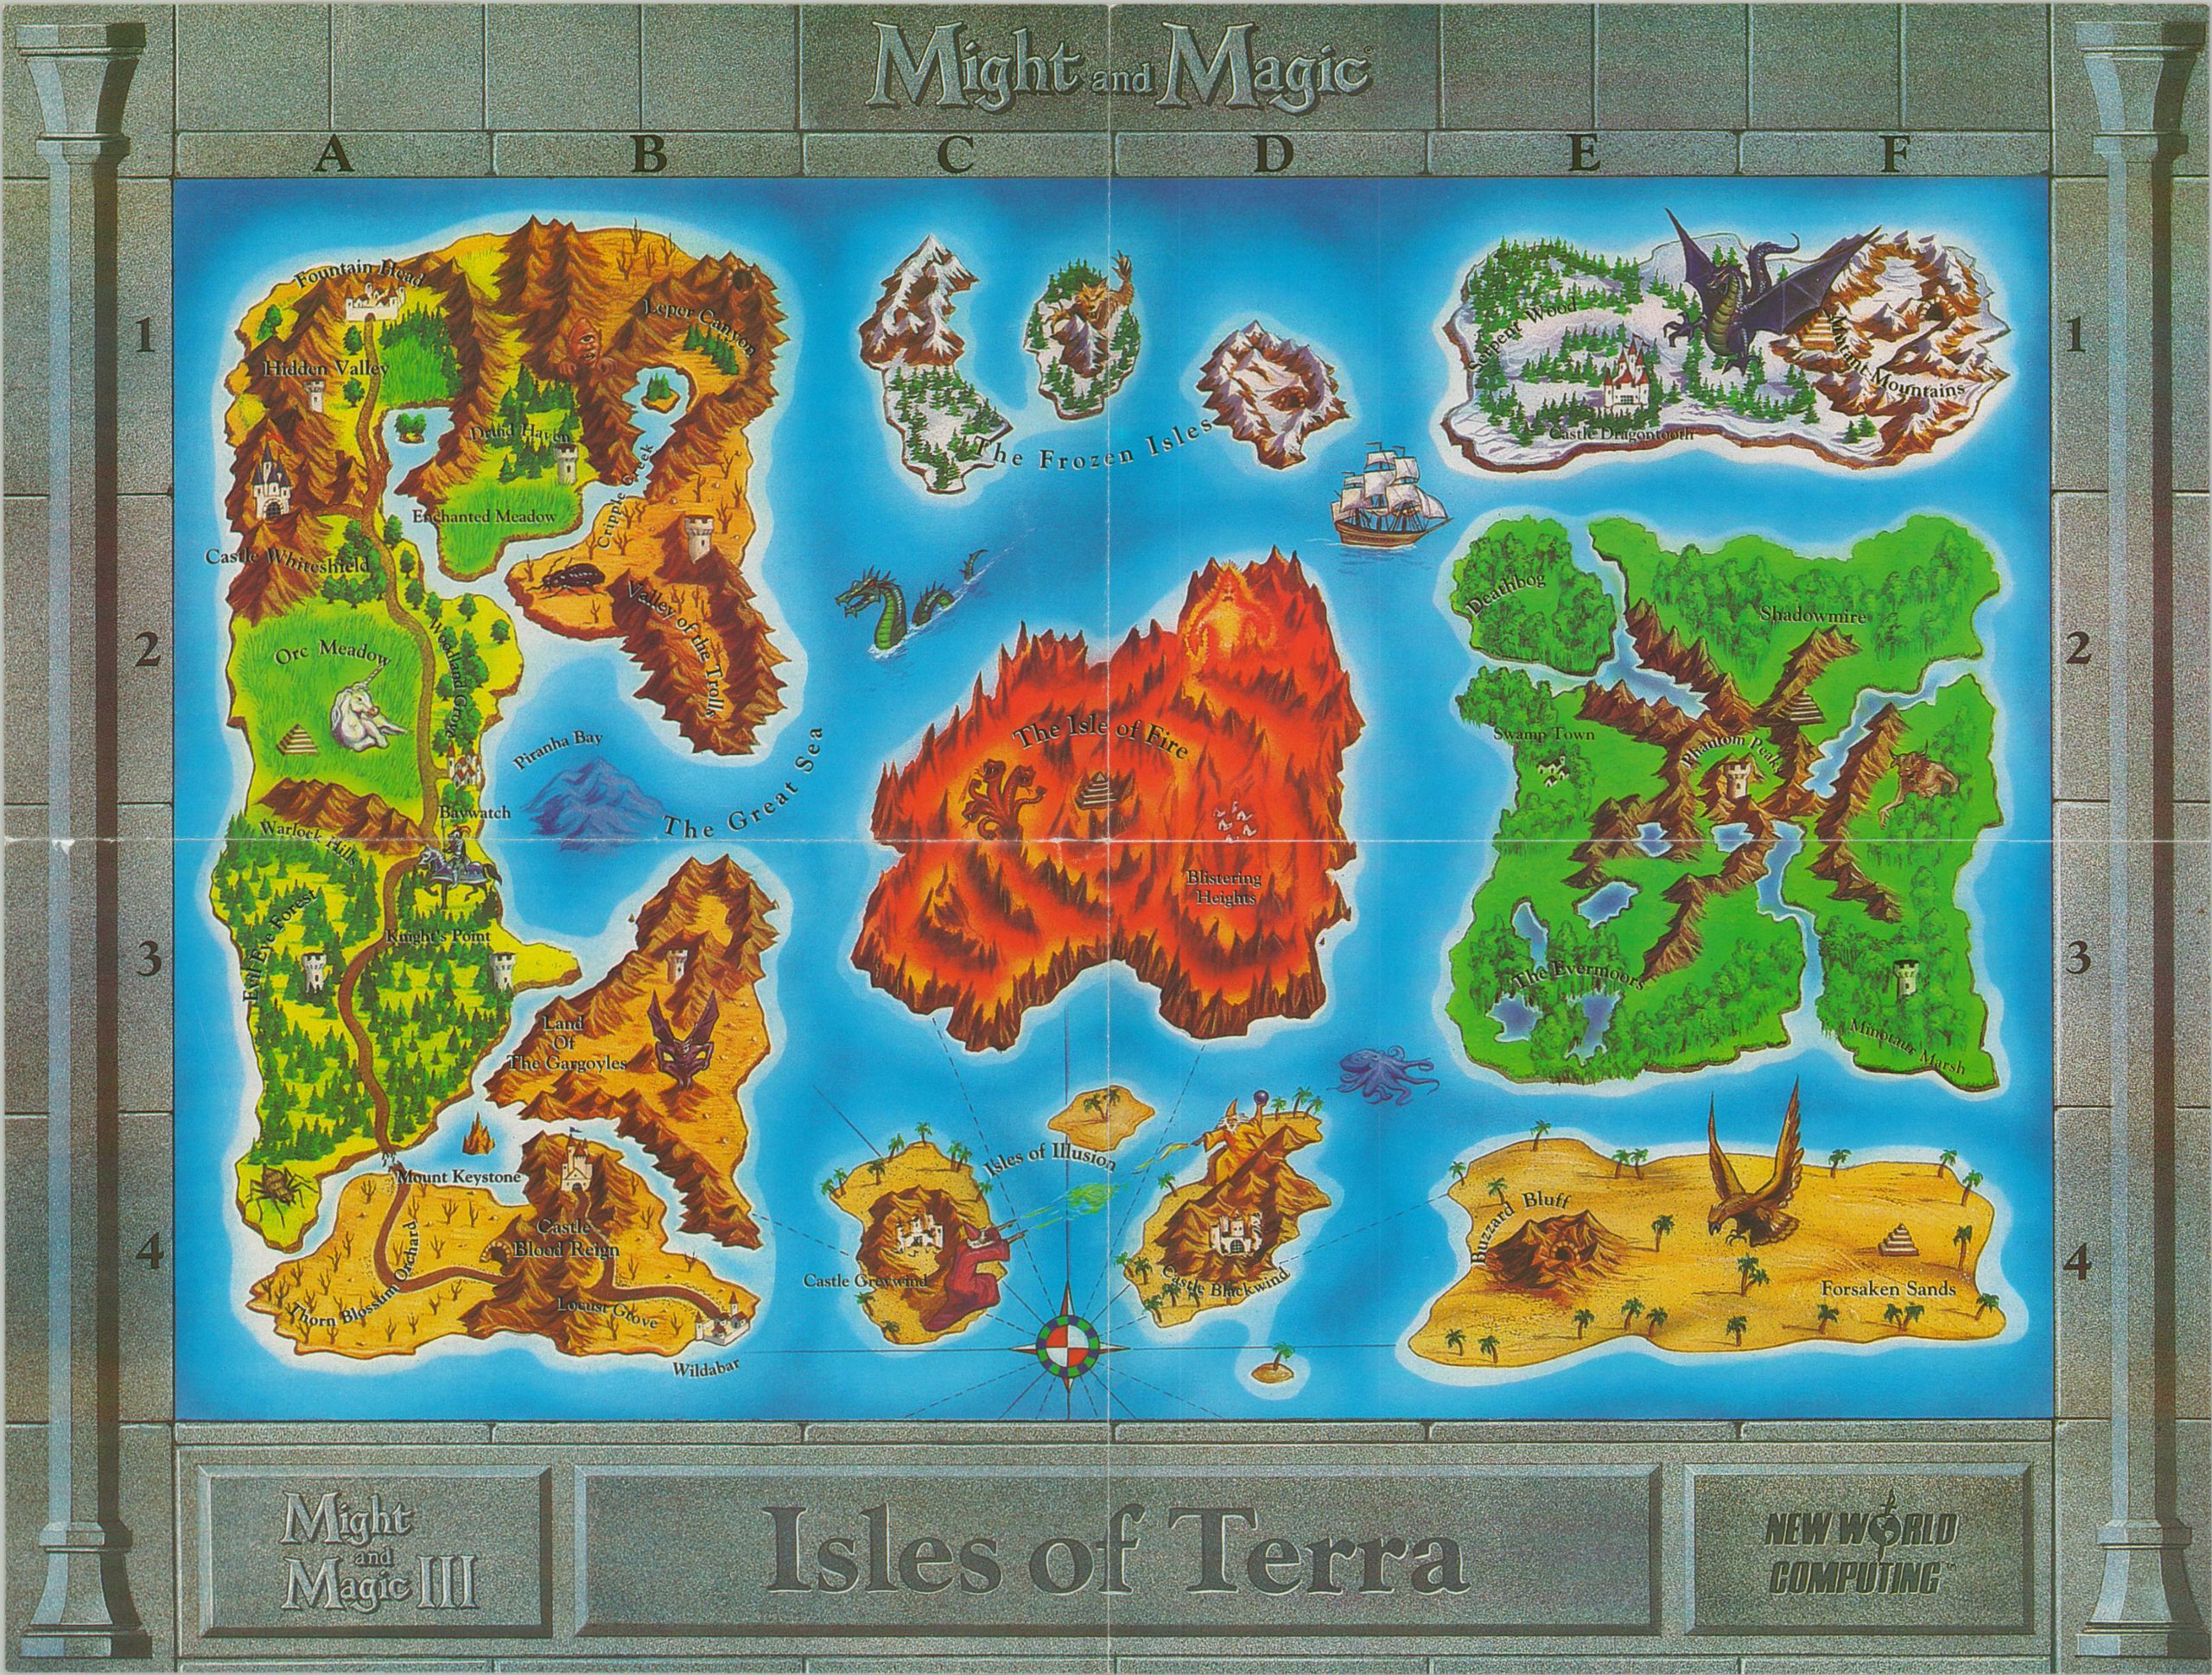 Might and Magic
A B C D E F
1
Fountain Head
Leper Canyon
Hidden Valley
Druid Haven
Cripple Creek
Enchanted Meadow
The Frozen Isles
Serpent Wood
Mutant Mountains
Castle Dragontooth
1
2
Castle Whiteshield
Orc Meadow
Woodland Grove
Valley of the Trolls
Piranha Bay
The Great Sea
Baywatch
The Isle of Fire
Deathbog
Shadowmire
Swamp Town
Phantom Peak
2
3
Warlock Hills
Evil Eye Forest
Knight's Point
Land
Of
The Gargoyles
Blistering
Heights
The Evermoors
Minotaur Marsh
3
4
Mount Keystone
Castle
Blood Reign
Thorn Blossum Orchard
Locust Grove
Wildabar
Isles of Illusion
Castle Greywind
Castle Blackwind
Buzzard Bluff
Forsaken Sands
4
Might
and
Magic III
Isles of Terra
NEW WORLD
COMPUTING™